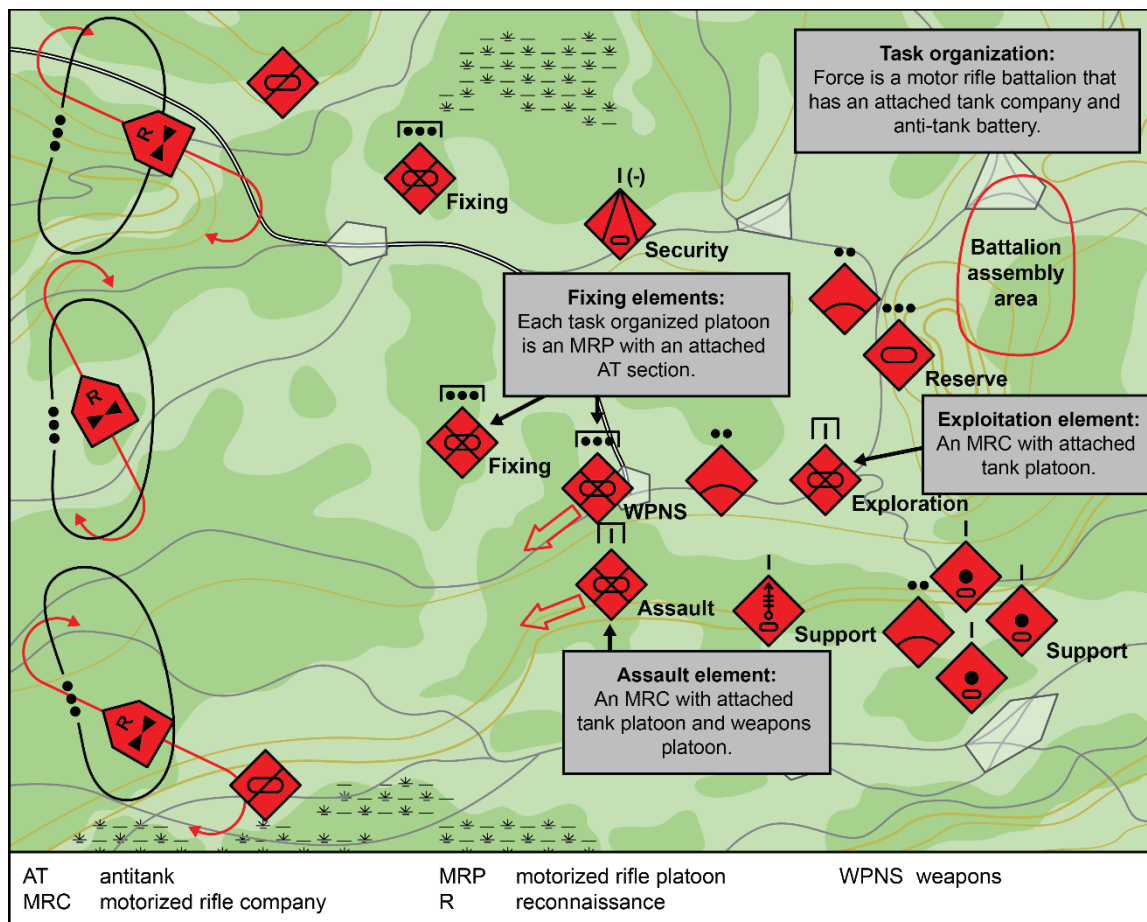 Task organization:
Force is a motor rifle battalion that
has an attached tank company and
anti-tank battery.
R
Fixing
I (-)
Security
Battalion
assembly
area
Fixing elements:
Each task organized platoon
is an MRP with an attached
AT section.
Reserve
R
Fixing
WPNS
I
Exploration
Exploitation element:
An MRC with attached
tank platoon.
I
Assault
I
Support
I
I
I
Support
Assault element:
An MRC with attached
tank platoon and weapons
platoon.
R
AT antitank
MRC motorized rifle company
MRP motorized rifle platoon
R reconnaissance
WPNS weapons